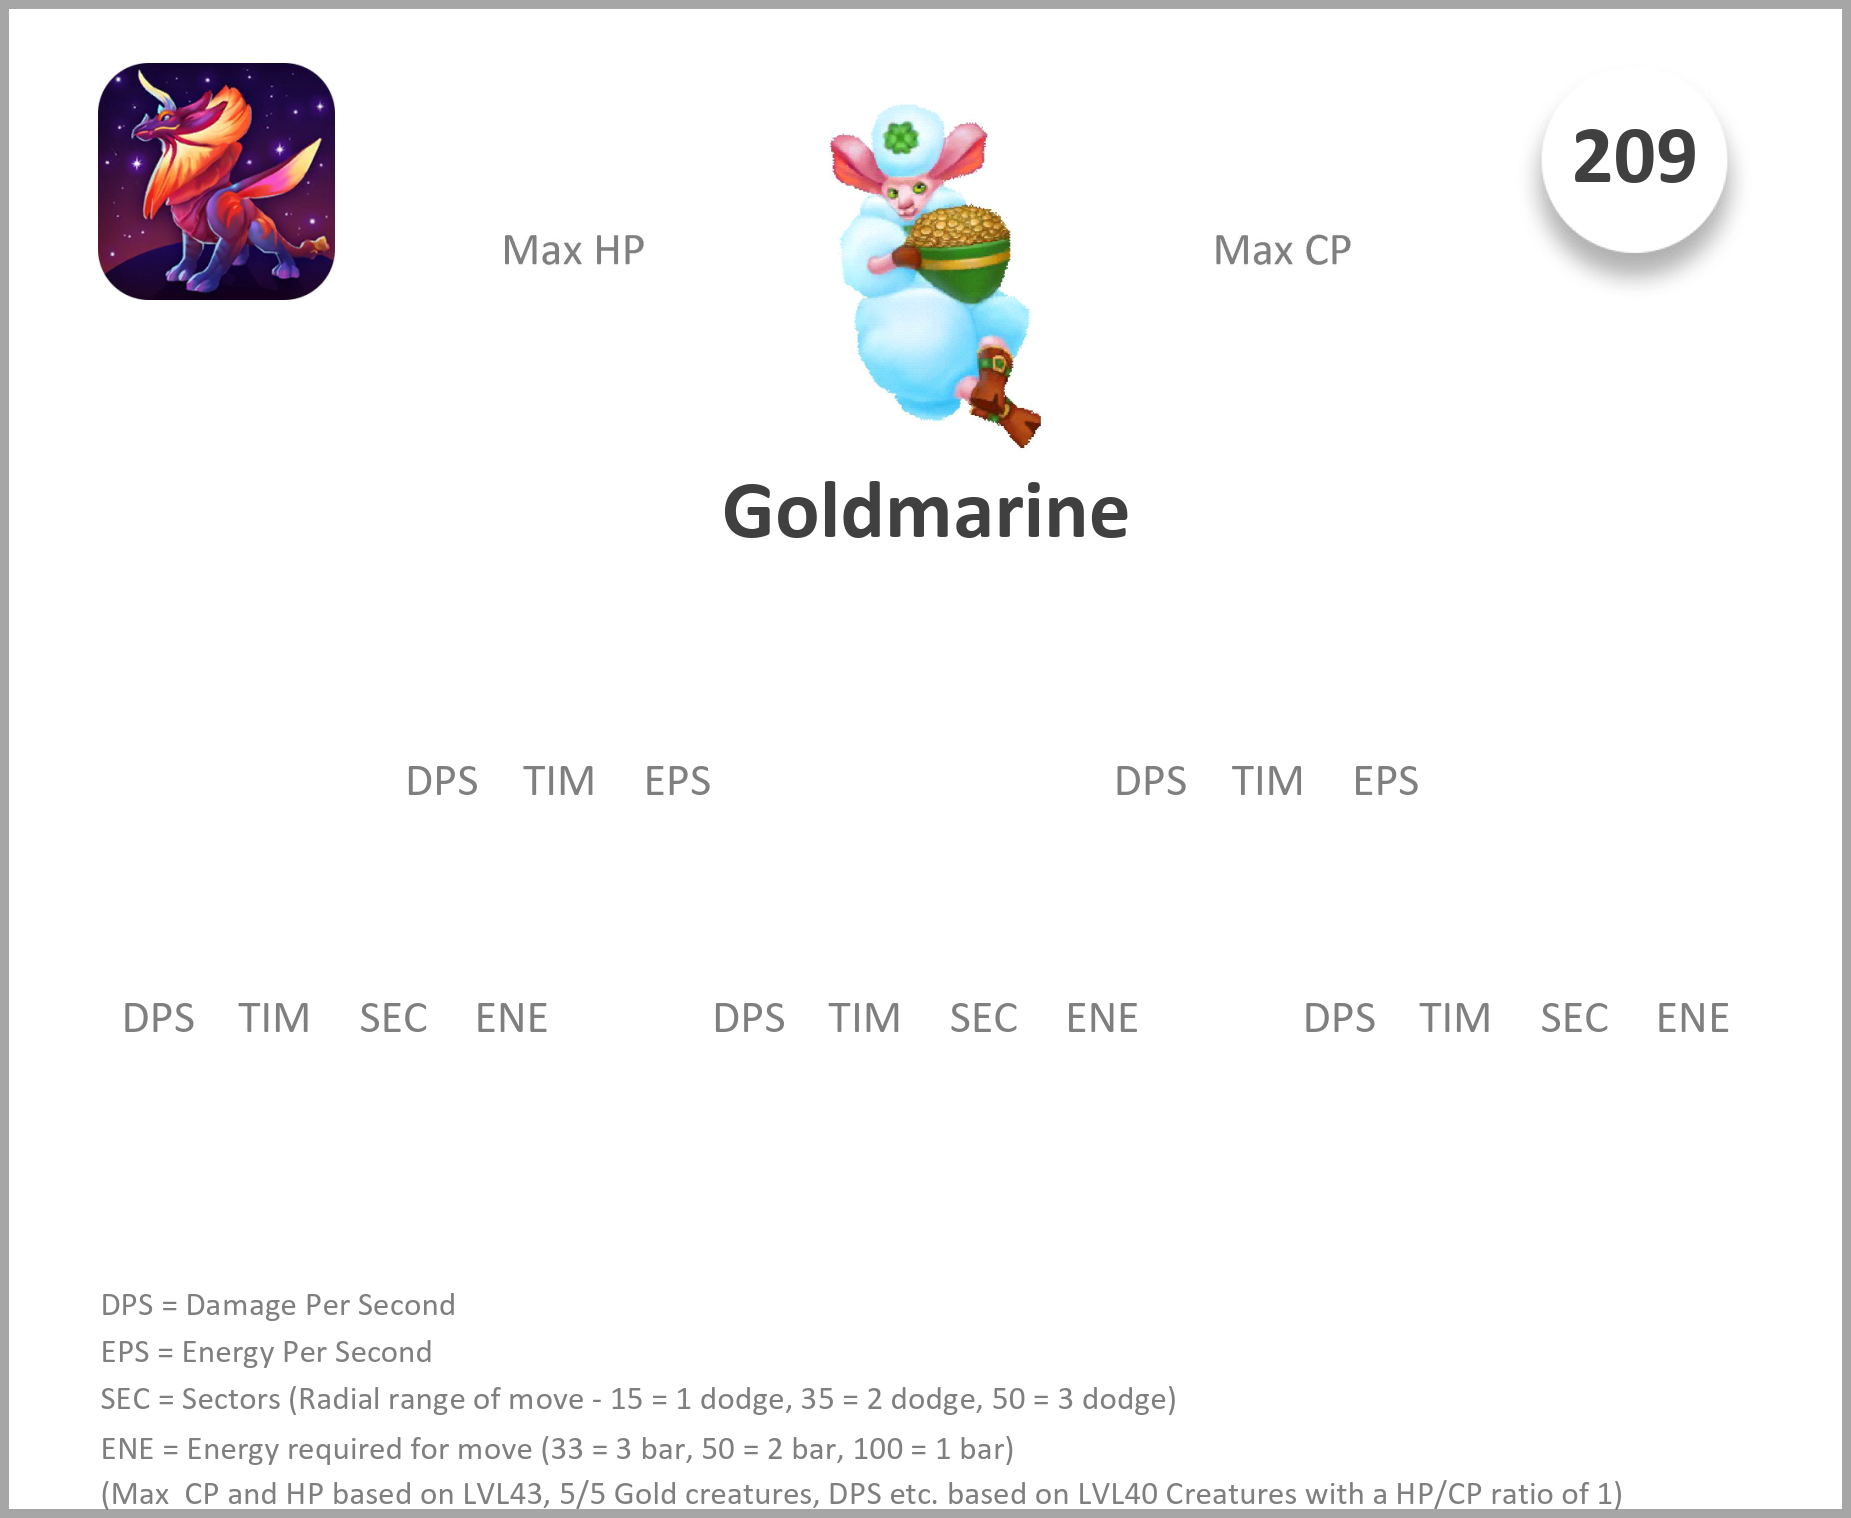 209
Max HP
Max CP
Goldmarine
DPS TIM EPS DPS TIM EPS
DPS TIM SEC ENE DPS TIM SEC ENE DPS TIM SEC ENE
DPS = Damage Per Second
EPS = Energy Per Second
SEC = Sectors (Radial range of move - 15 = 1 dodge, 35 = 2 dodge, 50 = 3 dodge)
ENE = Energy required for move (33 = 3 bar, 50 = 2 bar, 100 = 1 bar)
(Max  CP and HP based on LVL43, 5/5 Gold creatures, DPS etc. based on LVL40 Creatures with a HP/CP ratio of 1)